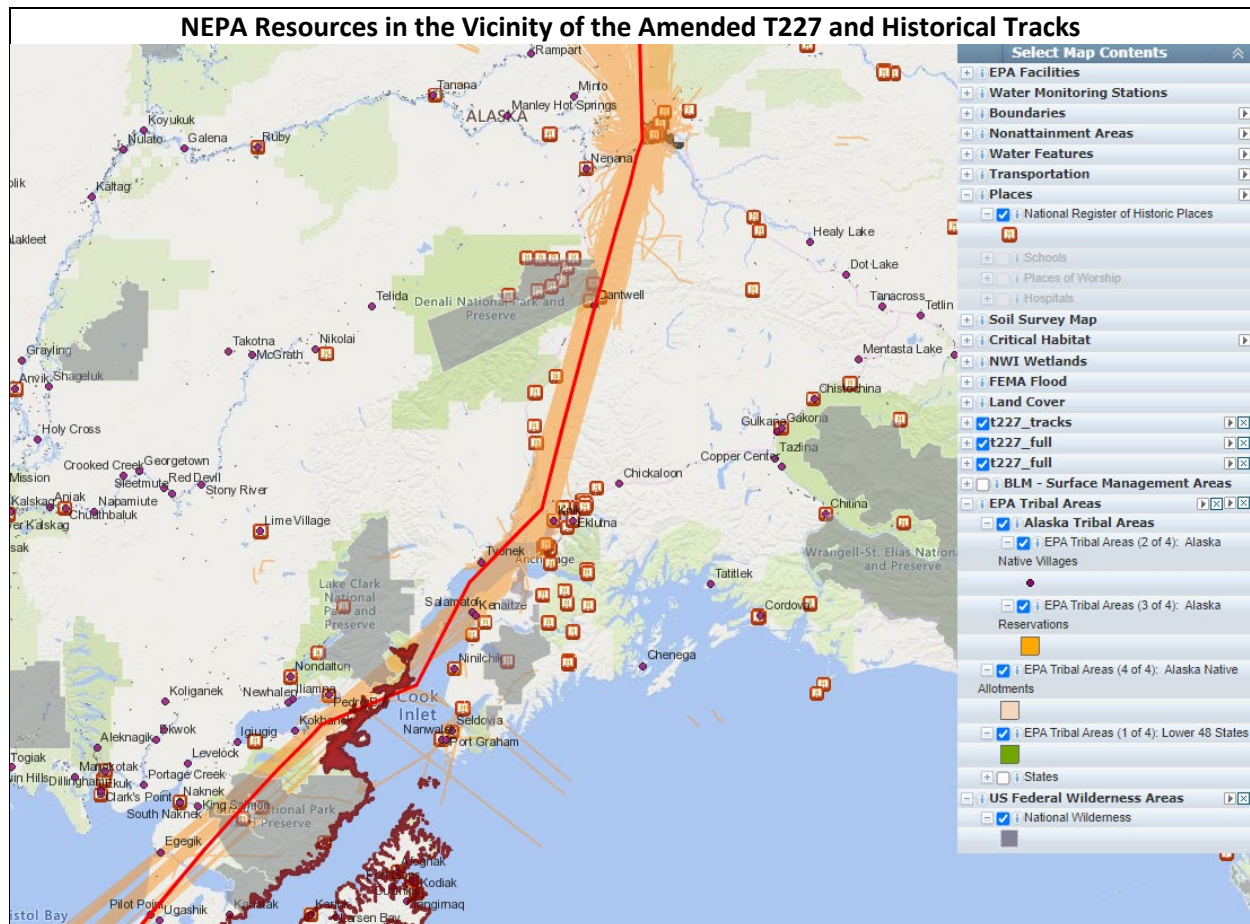 NEPA Resources in the Vicinity of the Amended T227 and Historical Tracks
Rampart
Tanana
Minto
Manley Hot Springs
ALASKA
Koyukuk
Nulato
Galena
Ruby
Nenana
Kaltag
Healy Lake
Dot Lake
Telida
Denali National Park and
Preserve
Cantwell
Tanacross
Tetlin
Takotna
Nikolai
McGrath
Mentasta Lake
Grayling
Anvik
Shageluk
Chistochina
Holy Cross
Gulkana
Gakona
Tazlina
Copper Center
Crooked Creek
Georgetown
Chickaloon
Mission
Sleetmute
Red Devil
Stony River
Kalskag
Aniak
Napamiute
Chuathbaluk
Lime Village
Knik
Eklutna
Chitina
Tyonek
Anchorage
Wrangell-St. Elias
and Preserve
Tatitlek
Lake Clark
National
Park and
Preserve
Salamatof
Kenaitze
Cordova
Nondalton
Ninilchik
Chenega
Koliganek
Newhalen
Iliamna
Cook
Inlet
Kokhanok
Seldovia
Nanwalek
Port Graham
Aleknagik
Igiugig
Levelock
Togiak
Manokotak
Portage Creek
Dillingham
Ekuk
Clark's Point
Naknek
South Naknek
King Salmon
National Park
Preserve
Egegik
Afognak
Kodiak
Pilot Point
Ugashik
Larsen Bay
Select Map Contents
EPA Facilities
Water Monitoring Stations
Boundaries
Nonattainment Areas
Water Features
Transportation
Places
National Register of Historic Places
Schools
Places of Worship
Hospitals
Soil Survey Map
Critical Habitat
NWI Wetlands
FEMA Flood
Land Cover
t227_tracks
t227_full
t227_full
BLM - Surface Management Areas
EPA Tribal Areas
Alaska Tribal Areas
EPA Tribal Areas (2 of 4): Alaska
Native Villages
EPA Tribal Areas (3 of 4): Alaska
Reservations
EPA Tribal Areas (4 of 4): Alaska Native
Allotments
EPA Tribal Areas (1 of 4): Lower 48 States
States
US Federal Wilderness Areas
National Wilderness